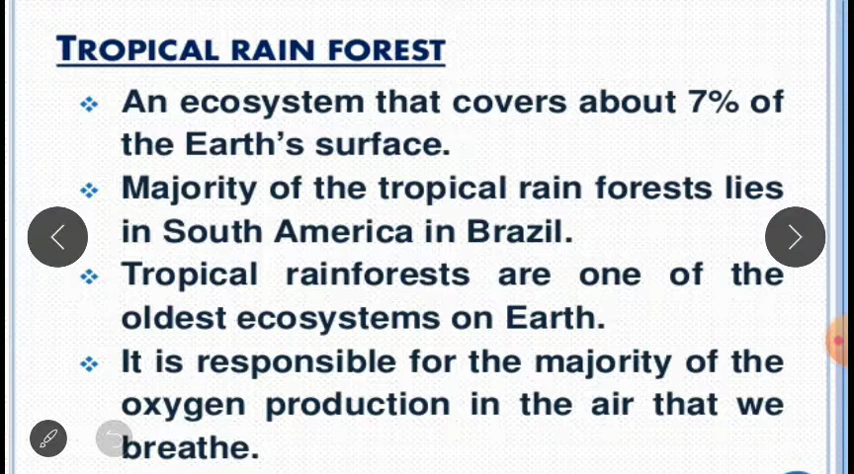 TROPICAL RAIN FOREST
An ecosystem that covers about 7% of
the Earth's surface.
Majority of the tropical rain forests lies
in South America in Brazil.
Tropical rainforests are one of the
oldest ecosystems on Earth.
It is responsible for the majority of the
oxygen production in the air that we
breathe.